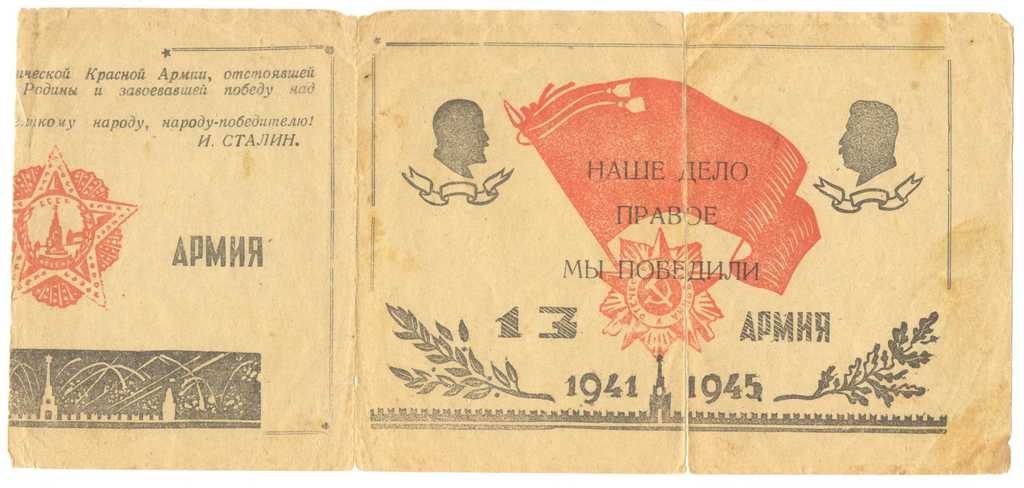 ической Красной Армии, отстоявшей
Родины и завоевавшей победу над
народу, народу-победителю!
И. СТАЛИН.
АРМИЯ
НАШЕ ДЕЛО
ПРАВОЕ
МЫ ПОБЕДИЛИ
13 АРМИЯ
1941 1945